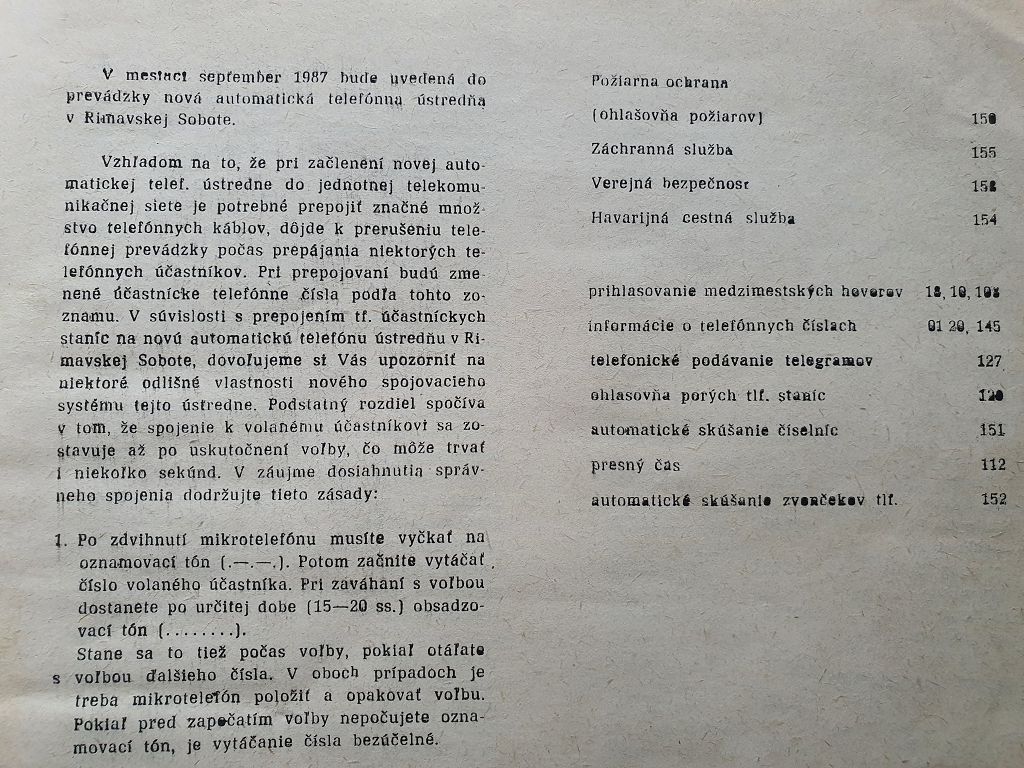 V mestaci september 1987 bude uvedená do
prevádzky nová automatická telefónna ústredňa
v Rimavskej Sobote.
Vzhľadom na to, že pri začlenení novej auto-
matickej telef. ústredne do jednotnej telekomu-
nikačnej siete je potrebné prepojiť značné množ-
stvo telefónnych káblov, dôjde k prerušeniu tele-
fónnej prevádzky počas prepájania niektorých te-
lefónnych účastníkov. Pri prepojovaní budú zme-
nené účastnícke telefónne čísla podľa tohto zo-
znamu. V súvislosti s prepojením tf. účastníckych
staníc na novú automatickú telefónu ústredňu v Ri-
mavskej Sobote, dovoľujeme si Vás upozorniť na
niektoré odlišné vlastnosti nového spojovacieho
systému tejto ústredne. Podstatný rozdiel spočíva
v tom, že spojenie k volanému účastníkovi sa zo-
stavuje až po uskutočnení voľby, čo môže trvať
i niekoľko sekúnd. V záujme dosiahnutia správ-
neho spojenia dodržujte tieto zásady:
1. Po zdvihnutí mikrotelefónu musíte vyčkať na
oznamovací tón (.—.—.). Potom začnite vytáčať
číslo volaného účastníka. Pri zaváhaní s voľbou
dostanete po určitej dobe (15—20 ss.) obsadzo-
vací tón (........).
Stane sa to tiež počas voľby, pokiaľ otáľate
s voľbou ďalšieho čísla. V oboch prípadoch je
treba mikrotelefón položiť a opakovať voľbu.
Pokiaľ pred započatím voľby nepočujete ozna-
movací tón, je vytáčanie čísla bezúčelné.
Požiarna ochrana
(ohlašovňa požiarov) 150
Záchranná služba 155
Verejná bezpečnosť 158
Havarijná cestná služba 154
prihlasovanie medzimestských hovorov
informácie o telefónnych číslach 01 20, 145
telefonické podávanie telegramov 127
ohlasovňa porých tlf. staníc
automatické skúšanie číselníc 151
presný čas 112
automatické skúšanie zvončekov tlf. 152